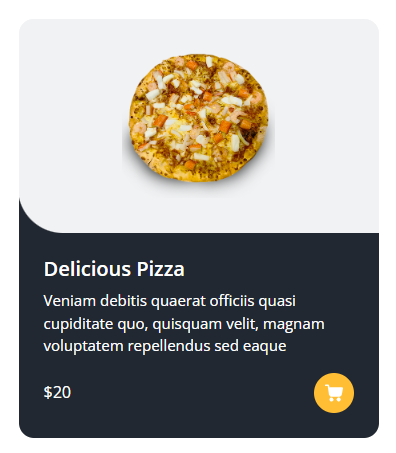 Delicious Pizza
Veniam debitis quaerat officiis quasi
cupiditate quo, quisquam velit, magnam
voluptatem repellendus sed eaque
$20